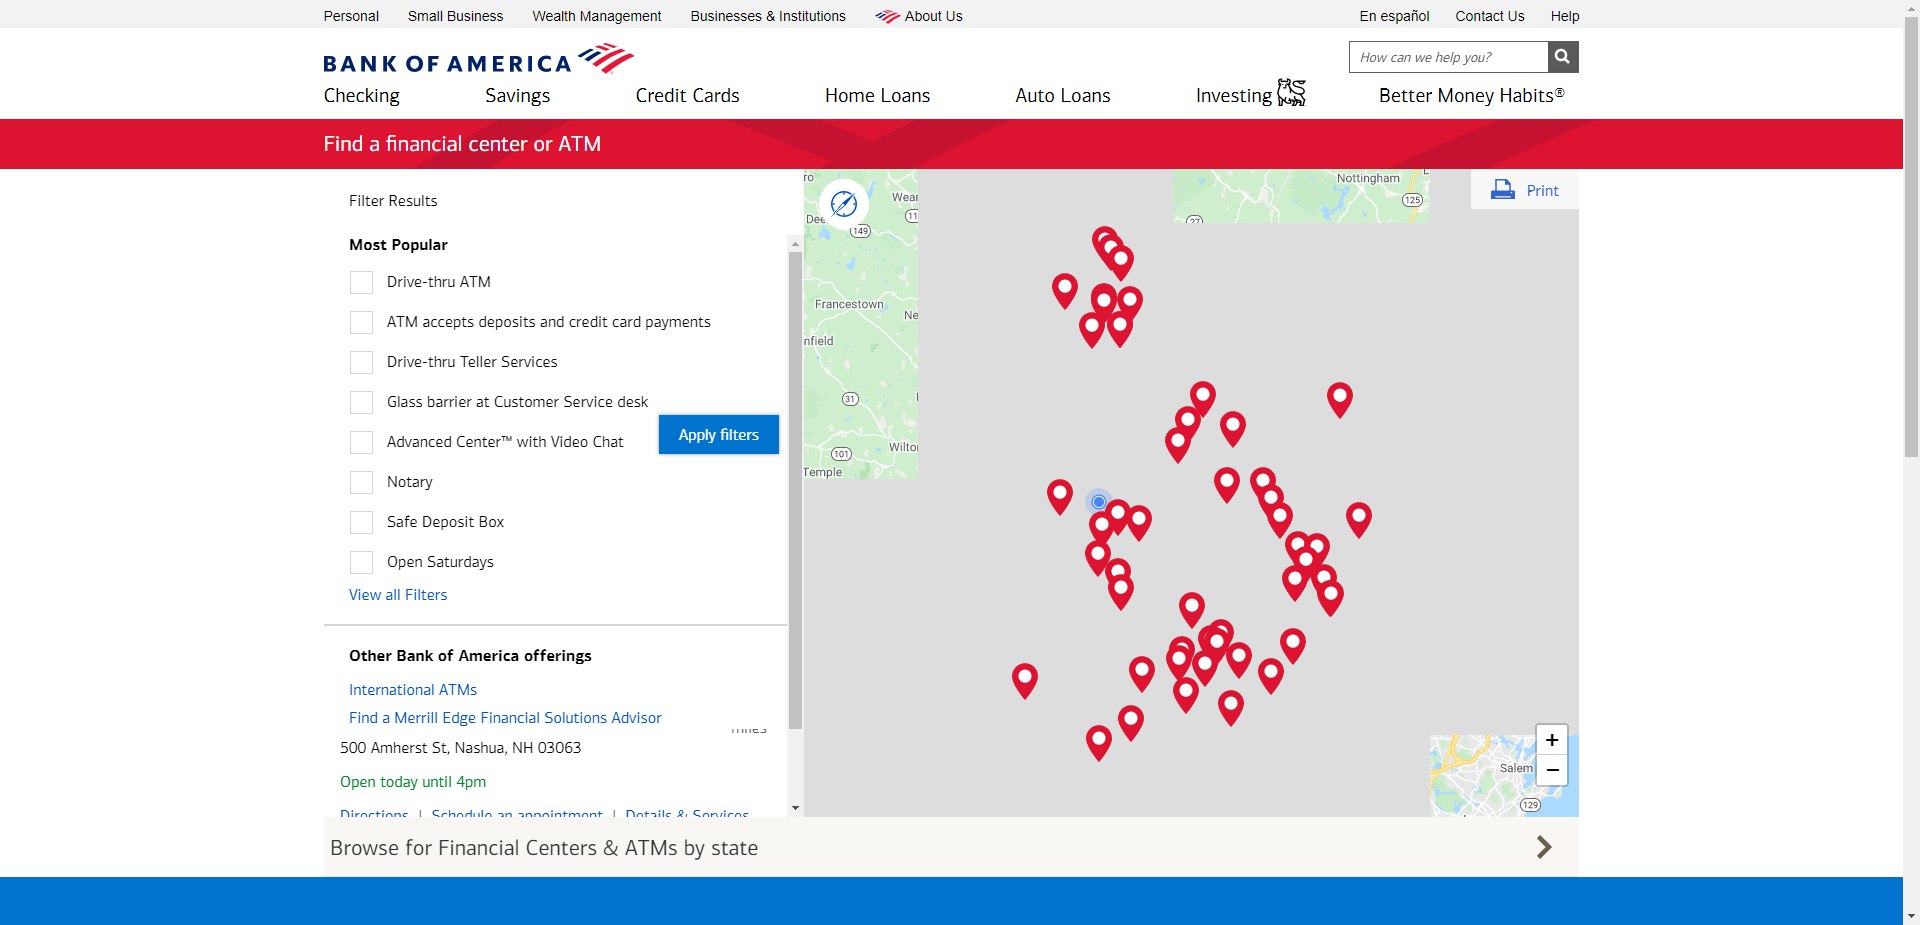 Personal
Small Business
Wealth Management
Businesses & Institutions
About Us
En español
Contact Us
Help
BANK OF AMERICA
How can we help you?
Checking
Savings
Credit Cards
Home Loans
Auto Loans
Investing
Better Money Habits®
Find a financial center or ATM
Filter Results
Most Popular
Drive-thru ATM
ATM accepts deposits and credit card payments
Drive-thru Teller Services
Glass barrier at Customer Service desk
Advanced Center™ with Video Chat
Apply filters
Notary
Safe Deposit Box
Open Saturdays
View all Filters
Other Bank of America offerings
International ATMs
Find a Merrill Edge Financial Solutions Advisor
miles
500 Amherst St, Nashua, NH 03063
Open today until 4pm
Directions | Schedule an appointment | Details & Services
ro
Wear
Dee
11
149
Francestown
Ne
nfield
31
101
Wilto
Temple
Nottingham
125
27
Print
+
−
Salem
129
Browse for Financial Centers & ATMs by state